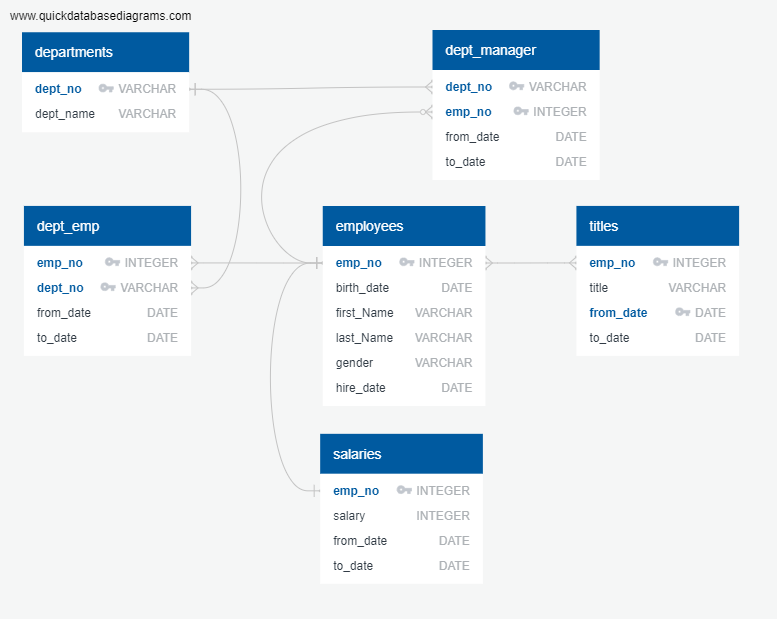 www.quickdatabasediagrams.com
departments
dept_no VARCHAR
dept_name VARCHAR
dept_manager
dept_no VARCHAR
emp_no INTEGER
from_date DATE
to_date DATE
dept_emp
emp_no INTEGER
dept_no VARCHAR
from_date DATE
to_date DATE
employees
emp_no INTEGER
birth_date DATE
first_Name VARCHAR
last_Name VARCHAR
gender VARCHAR
hire_date DATE
titles
emp_no INTEGER
title VARCHAR
from_date DATE
to_date DATE
salaries
emp_no INTEGER
salary INTEGER
from_date DATE
to_date DATE